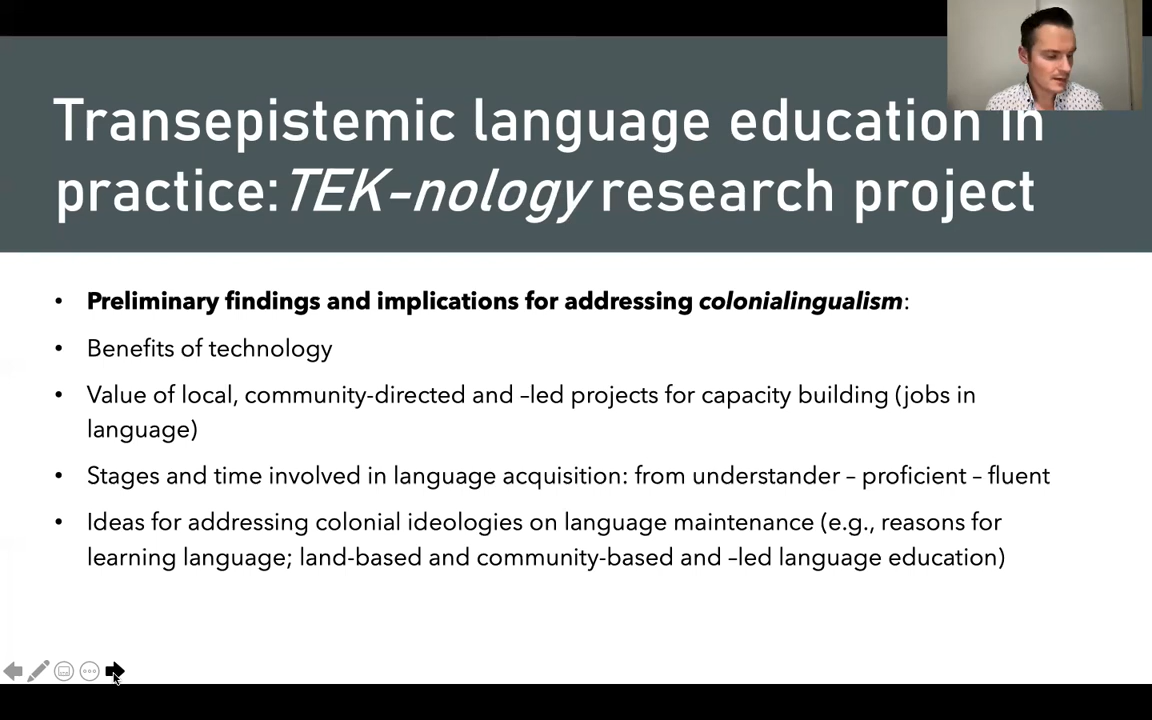 Transepistemic language education in
practice: TEK-nology research project
• Preliminary findings and implications for addressing colonialingualism:
• Benefits of technology
• Value of local, community-directed and –led projects for capacity building (jobs in
language)
• Stages and time involved in language acquisition: from understander – proficient – fluent
• Ideas for addressing colonial ideologies on language maintenance (e.g., reasons for
learning language; land-based and community-based and –led language education)